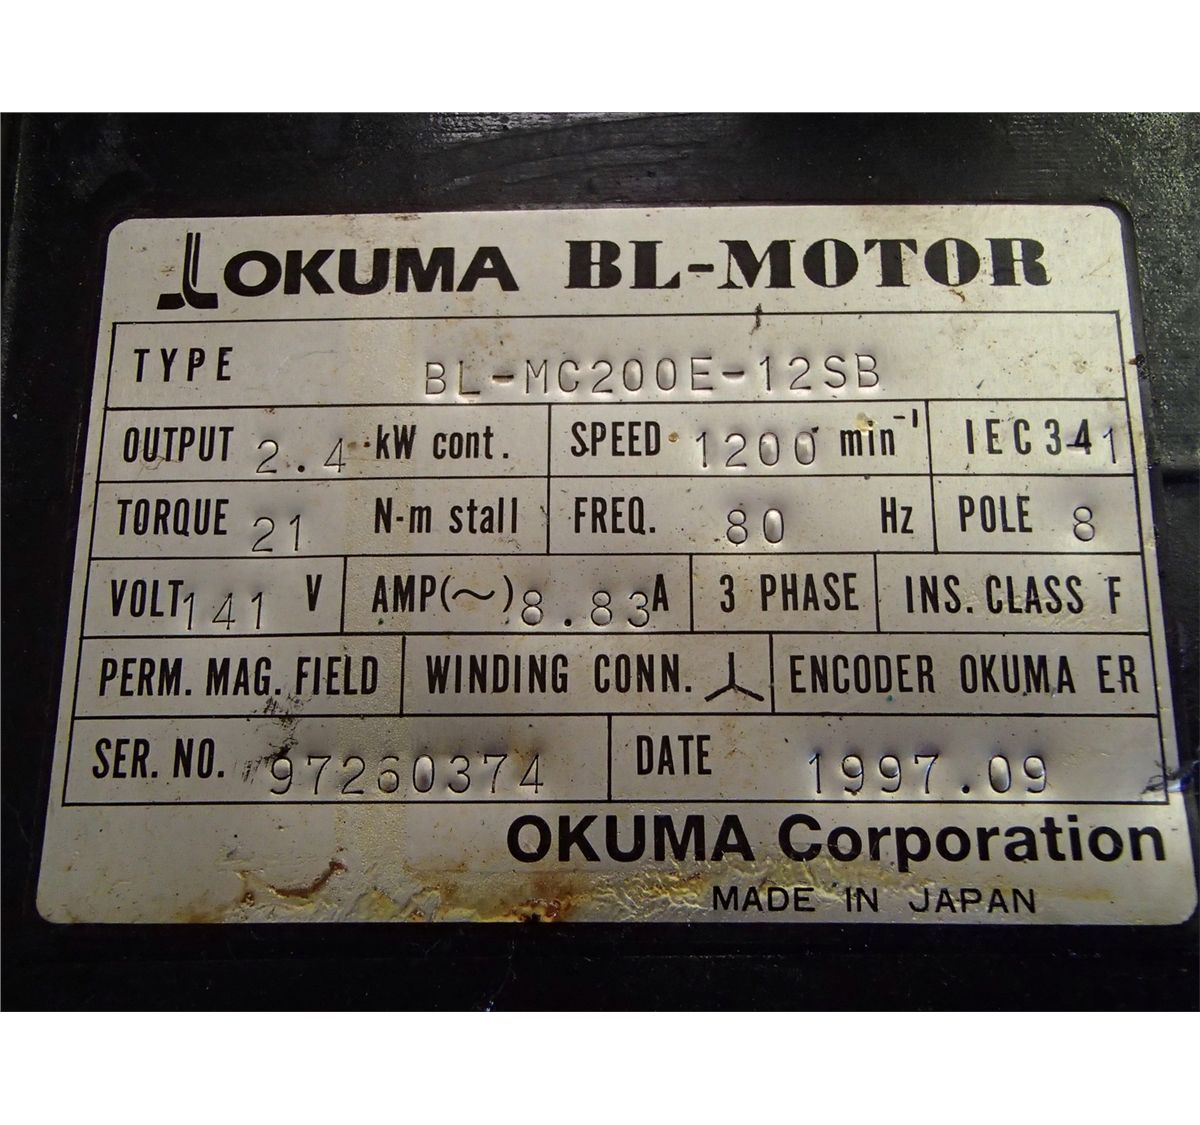 OKUMA BL-MOTOR
TYPE BL-MC200E-12SB
OUTPUT 2.4 kW cont. SPEED 1200 min⁻¹ IEC34-1
TORQUE 21 N-m stall FREQ. 80 Hz POLE 8
VOLT 141 V AMP(~) 8.83 A 3 PHASE INS. CLASS F
PERM. MAG. FIELD WINDING CONN. ENCODER OKUMA ER
SER. NO. 97260374 DATE 1997.09
OKUMA Corporation
MADE IN JAPAN